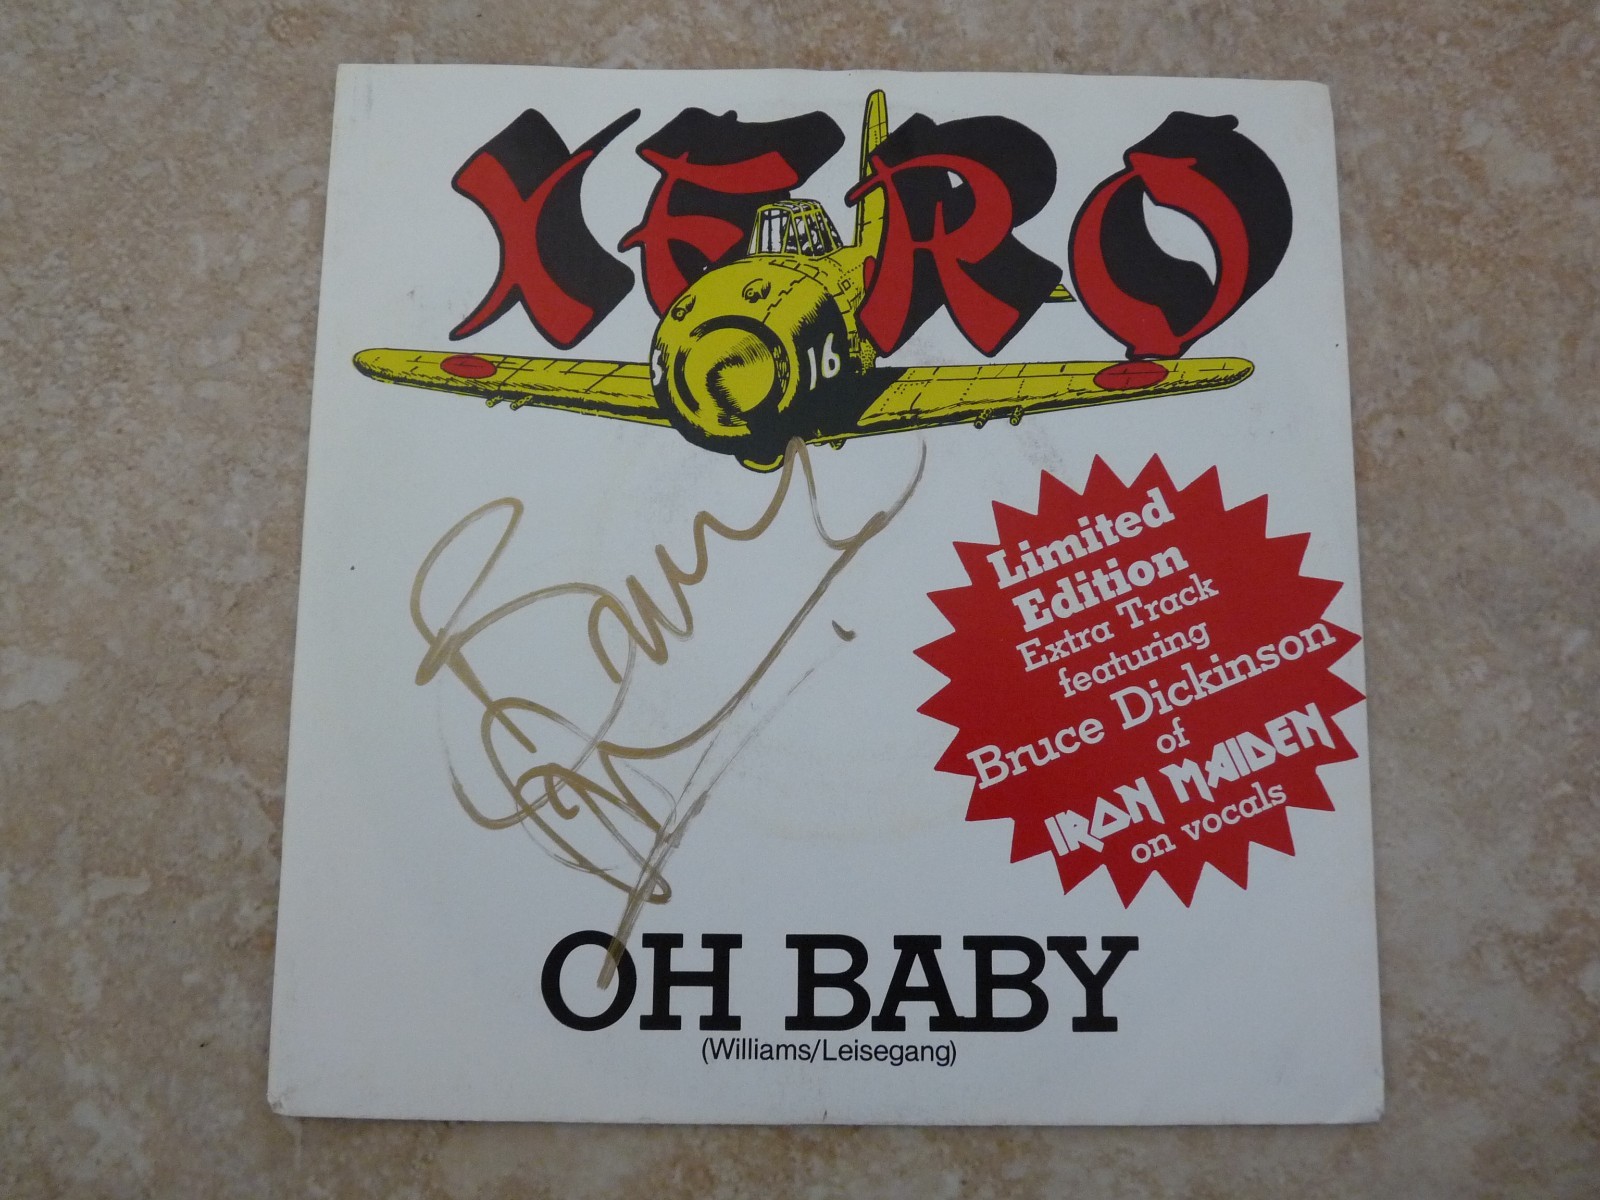 XERO
16
Limited
Edition
Extra Track
featuring
Bruce Dickinson
of
IRON MAIDEN
on vocals
OH BABY
(Williams/Leisegang)